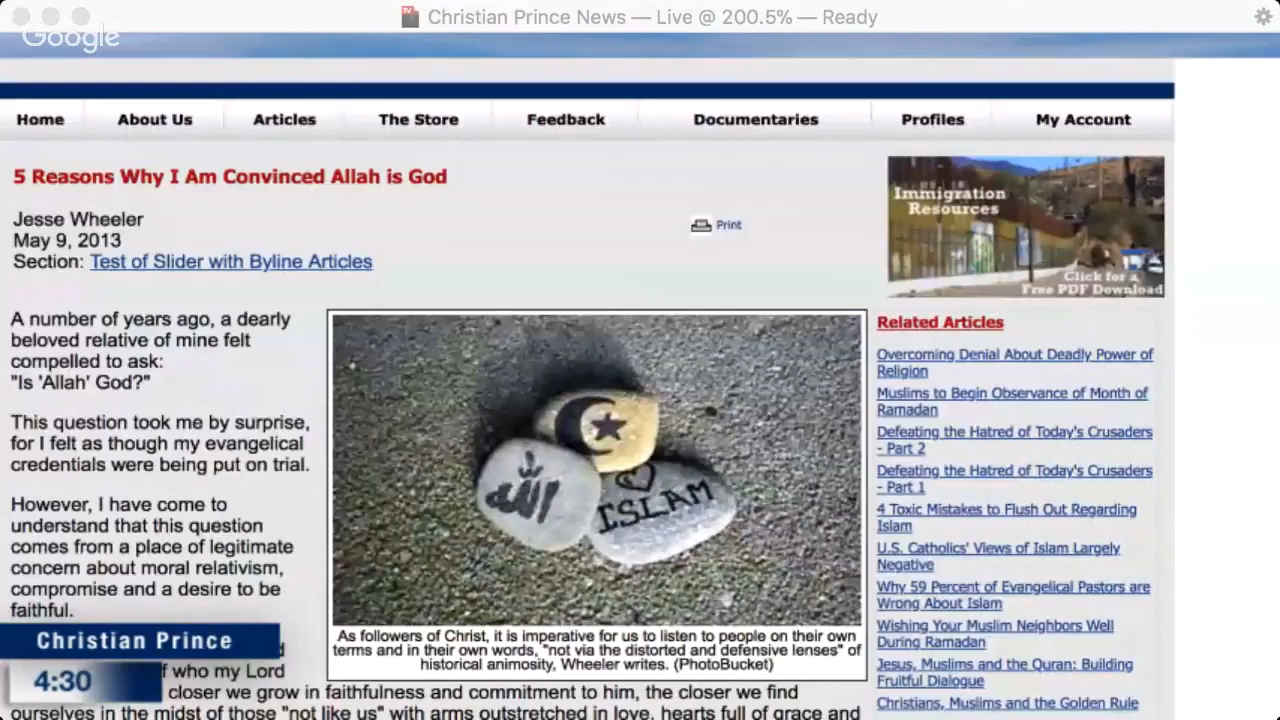 Christian Prince News — Live @ 200.5% — Ready
Google
Home
About Us
Articles
The Store
Feedback
Documentaries
Profiles
My Account
5 Reasons Why I Am Convinced Allah is God
Jesse Wheeler
May 9, 2013
Section: Test of Slider with Byline Articles
Print
Immigration
Resources
Click for a
Free PDF Download
A number of years ago, a dearly
beloved relative of mine felt
compelled to ask:
"Is 'Allah' God?"
This question took me by surprise,
for I felt as though my evangelical
credentials were being put on trial.
However, I have come to
understand that this question
comes from a place of legitimate
concern about moral relativism,
compromise and a desire to be
faithful.
الله
ISLAM
As followers of Christ, it is imperative for us to listen to people on their own
terms and in their own words, "not via the distorted and defensive lenses" of
historical animosity, Wheeler writes. (PhotoBucket)
Related Articles
Overcoming Denial About Deadly Power of
Religion
Muslims to Begin Observance of Month of
Ramadan
Defeating the Hatred of Today's Crusaders
- Part 2
Defeating the Hatred of Today's Crusaders
- Part 1
4 Toxic Mistakes to Flush Out Regarding
Islam
U.S. Catholics' Views of Islam Largely
Negative
Why 59 Percent of Evangelical Pastors are
Wrong About Islam
Wishing Your Muslim Neighbors Well
During Ramadan
Jesus, Muslims and the Quran: Building
Fruitful Dialogue
Christians, Muslims and the Golden Rule
Christian Prince
4:30
f who my Lord
closer we grow in faithfulness and commitment to him, the closer we find
ourselves in the midst of those "not like us" with arms outstretched in love, hearts full of grace and